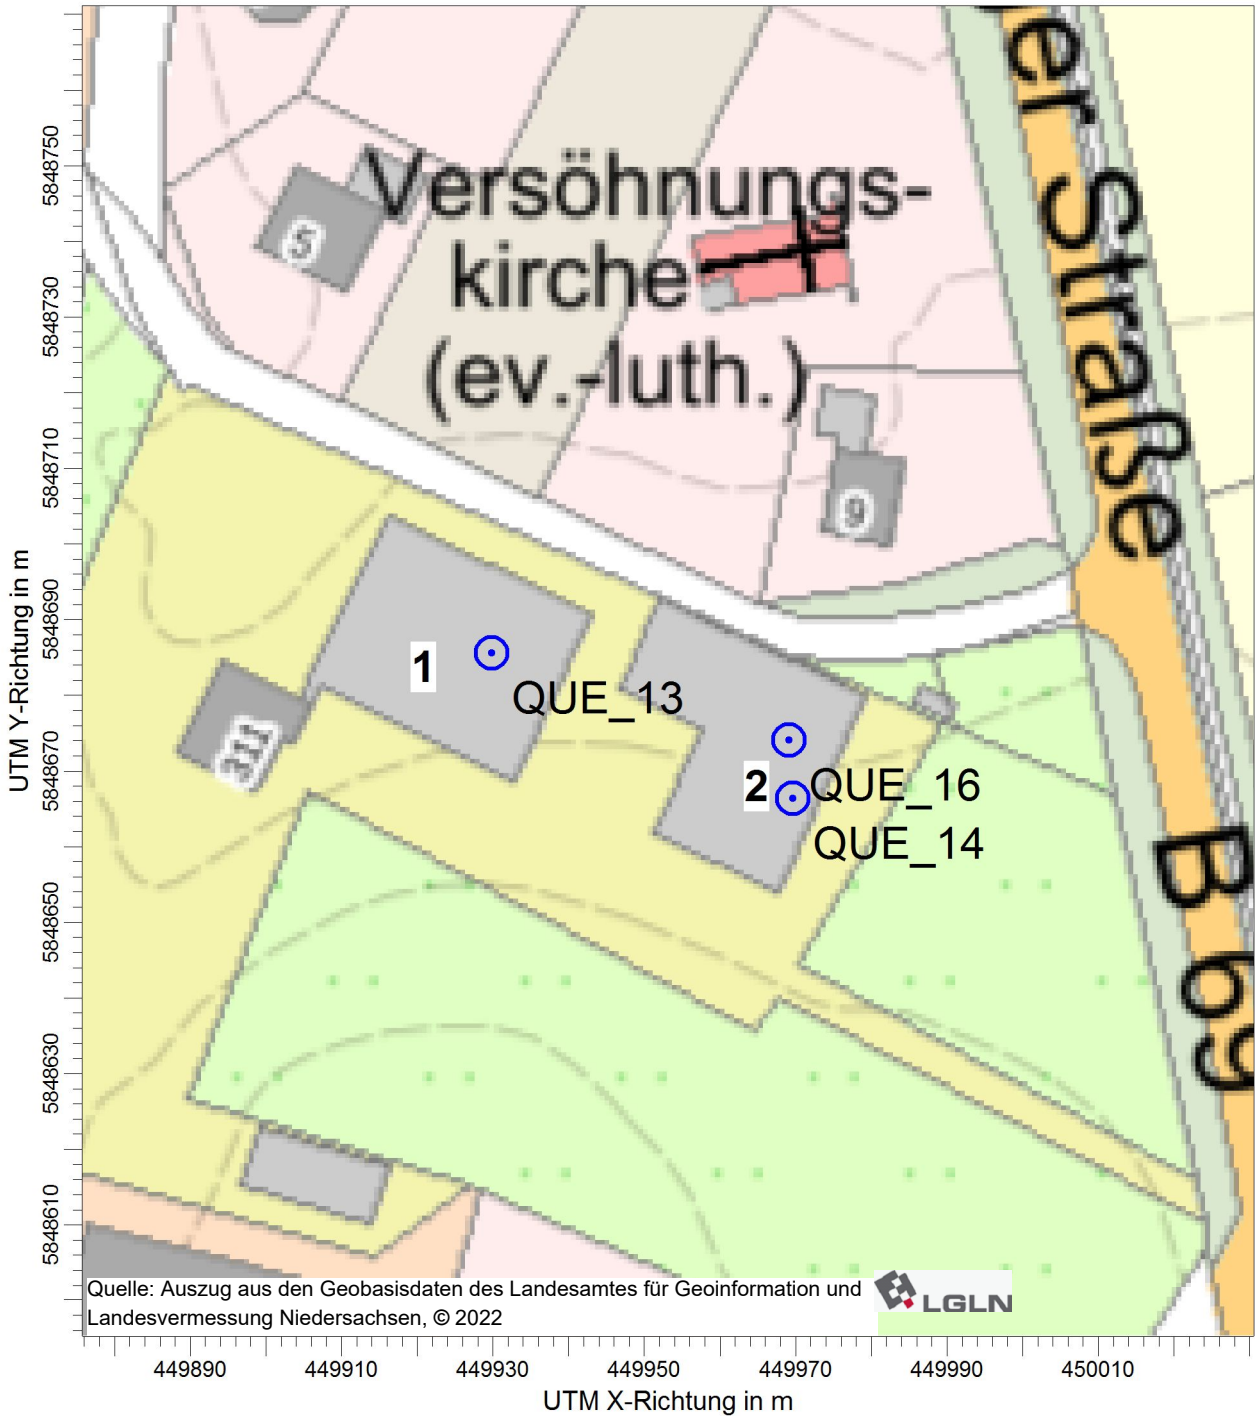 er Straße
Versöhnungs-
kirche
(ev.-luth.)
5
9
1
QUE_13
311
2
QUE_16
QUE_14
B 69
5848750
5848730
5848710
5848690
5848670
5848650
5848630
5848610
UTM Y-Richtung in m
Quelle: Auszug aus den Geobasisdaten des Landesamtes für Geoinformation und
Landesvermessung Niedersachsen, © 2022
LGLN
449890 449910 449930 449950 449970 449990 450010
UTM X-Richtung in m